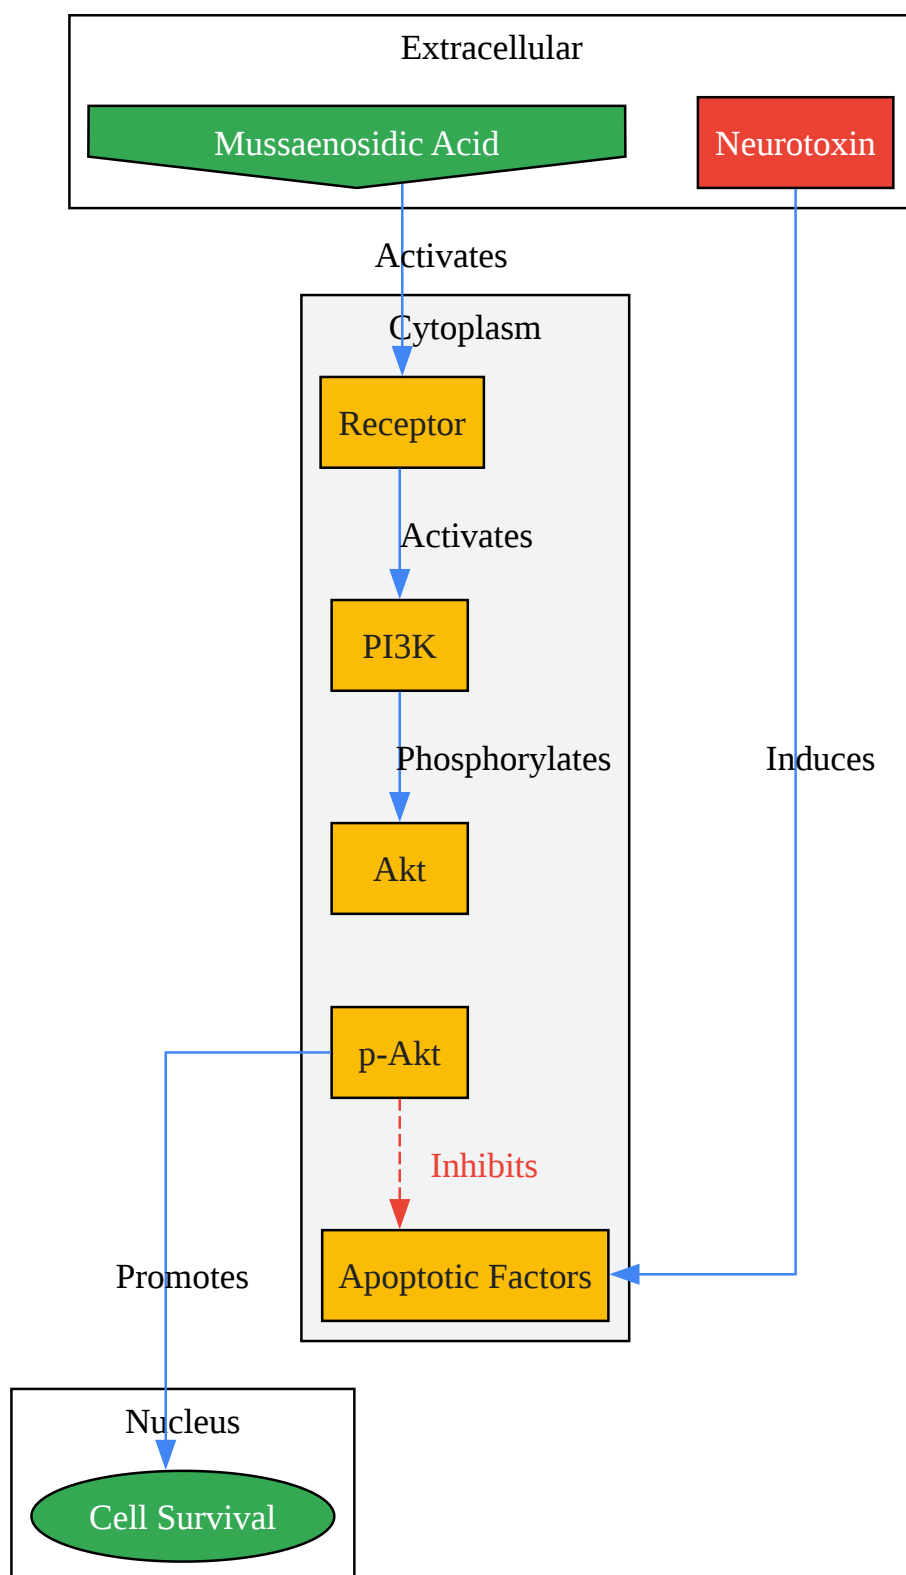 Extracellular
Mussaenosidic Acid
Neurotoxin
Activates
Cytoplasm
Receptor
Activates
PI3K
Phosphorylates
Induces
Akt
p-Akt
Inhibits
Promotes
Apoptotic Factors
Nucleus
Cell Survival